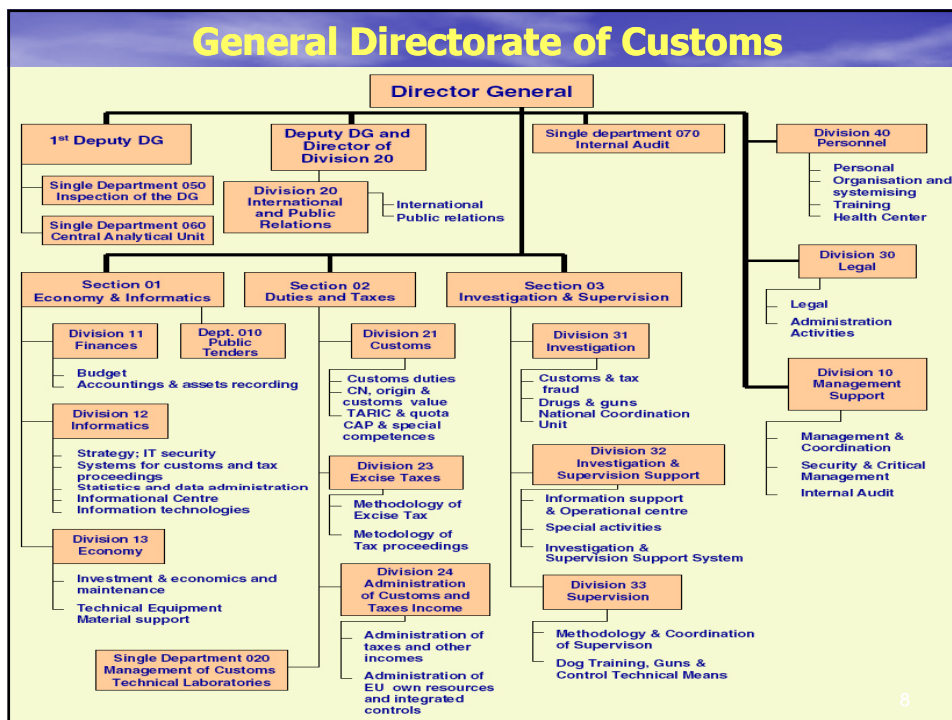 General Directorate of Customs
Director General
1st Deputy DG
Single Department 050
Inspection of the DG
Single Department 060
Central Analytical Unit
Deputy DG and
Director of
Division 20
Division 20
International
and Public
Relations
International
Public relations
Single department 070
Internal Audit
Division 40
Personnel
Personal
Organisation and
systemising
Training
Health Center
Division 30
Legal
Legal
Administration
Activities
Division 10
Management
Support
Management &
Coordination
Security & Critical
Management
Internal Audit
Section 01
Economy & Informatics
Division 11
Finances
Budget
Accountings & assets recording
Dept. 010
Public
Tenders
Division 12
Informatics
Strategy; IT security
Systems for customs and tax
proceedings
Statistics and data administration
Informational Centre
Information technologies
Division 13
Economy
Investment & economics and
maintenance
Technical Equipment
Material support
Section 02
Duties and Taxes
Division 21
Customs
Customs duties
CN, origin &
customs value
TARIC & quota
CAP & special
competences
Division 23
Excise Taxes
Methodology of
Excise Tax
Metodology of
Tax proceedings
Division 24
Administration
of Customs and
Taxes Income
Administration of
taxes and other
incomes
Administration of
EU own resources
and integrated
controls
Single Department 020
Management of Customs
Technical Laboratories
Section 03
Investigation & Supervision
Division 31
Investigation
Customs & tax
fraud
Drugs & guns
National Coordination
Unit
Division 32
Investigation &
Supervision Support
Information support
& Operational centre
Special activities
Investigation &
Supervision Support System
Division 33
Supervision
Methodology & Coordination
of Supervison
Dog Training, Guns &
Control Technical Means
8